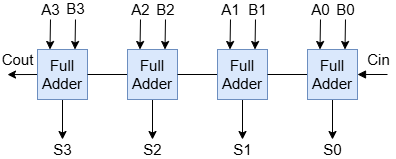 A3 B3 A2 B2 A1 B1 A0 B0
Cout Full Adder Full Adder Full Adder Full Adder Cin
S3 S2 S1 S0